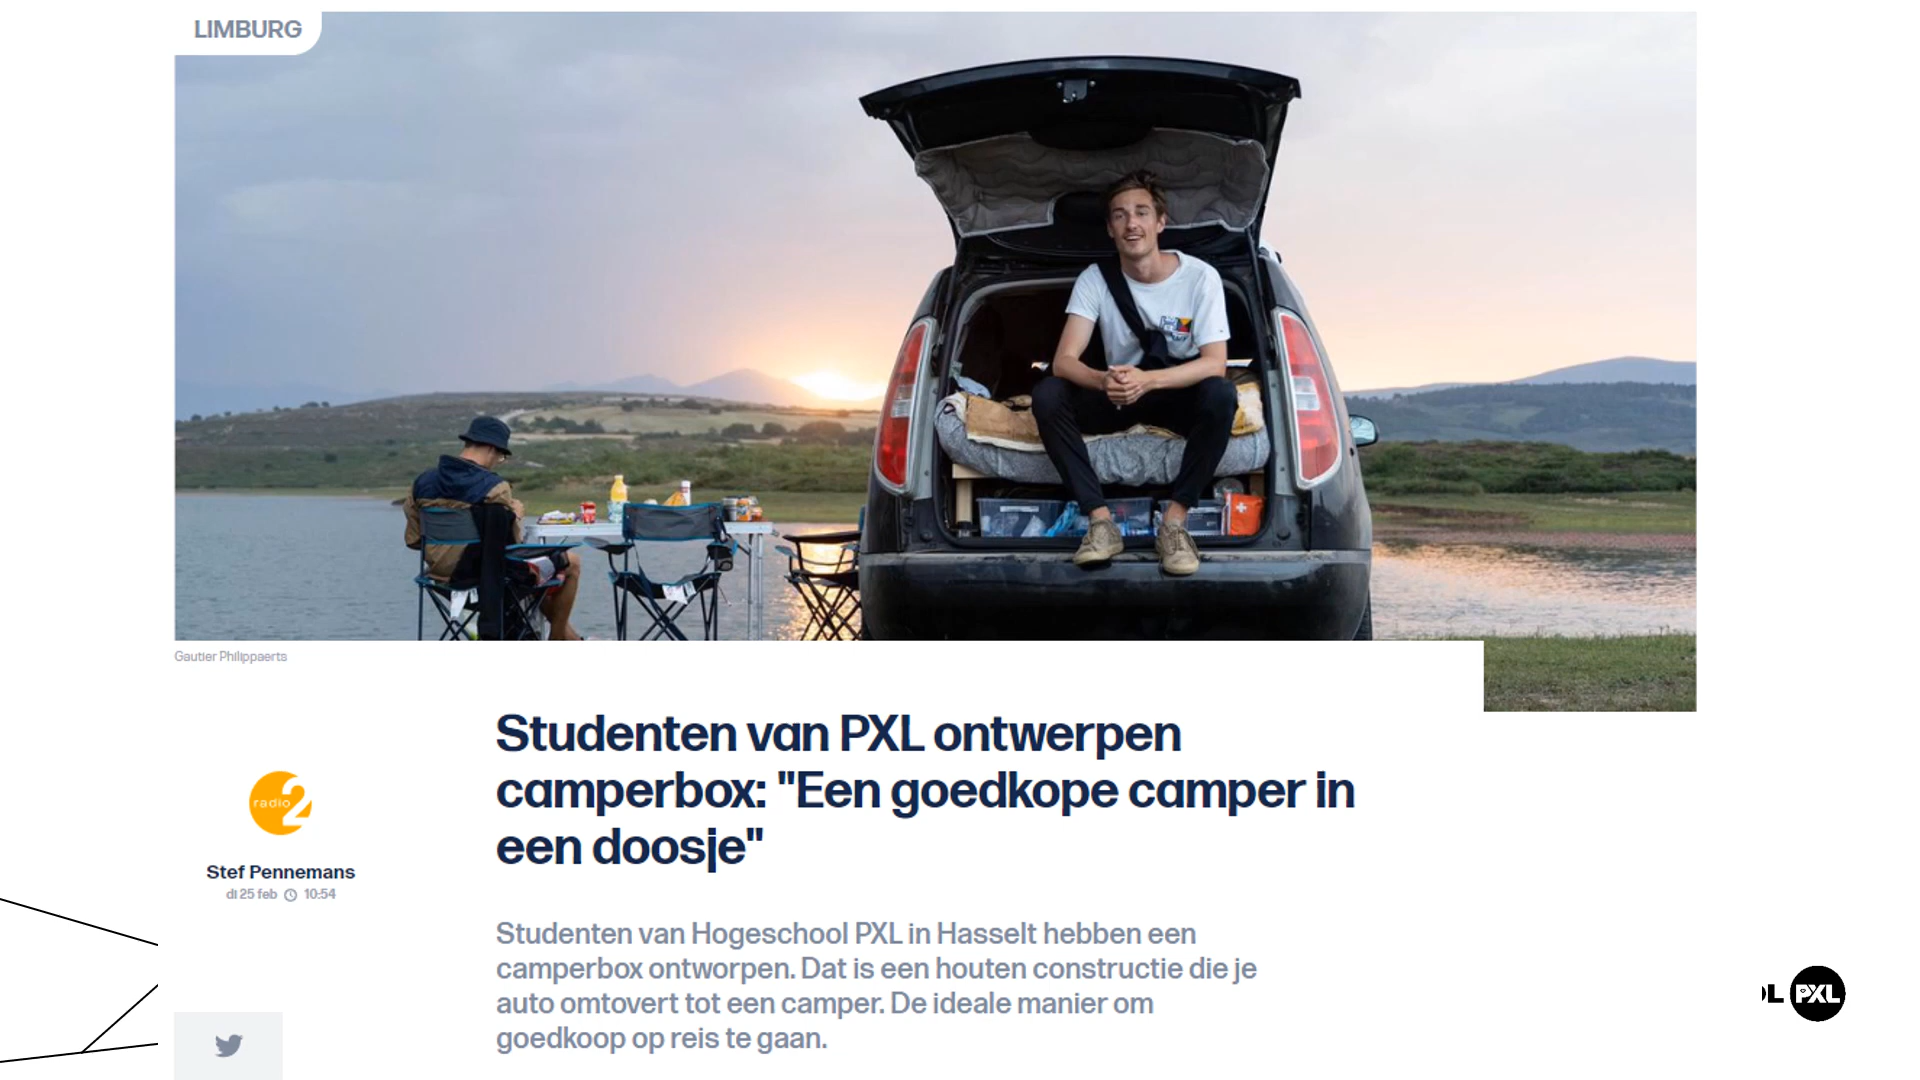 LIMBURG
Gautier Philippaerts
Studenten van PXL ontwerpen
camperbox: "Een goedkope camper in
een doosje"
radio2
Stef Pennemans
di 25 feb 10:54
Studenten van Hogeschool PXL in Hasselt hebben een
camperbox ontworpen. Dat is een houten constructie die je
auto omtovert tot een camper. De ideale manier om
goedkoop op reis te gaan.
PXL